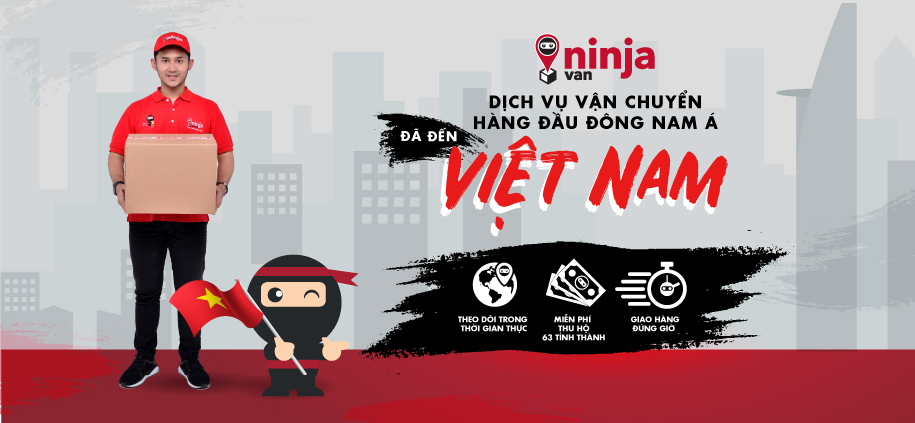 ninja
van
DỊCH VỤ VẬN CHUYỂN
HÀNG ĐẦU ĐÔNG NAM Á
ĐÃ ĐẾN
VIỆT NAM
THEO DÕI TRONG
THỜI GIAN THỰC
MIỄN PHÍ
THU HỘ
63 TỈNH THÀNH
GIAO HÀNG
ĐÚNG GIỜ